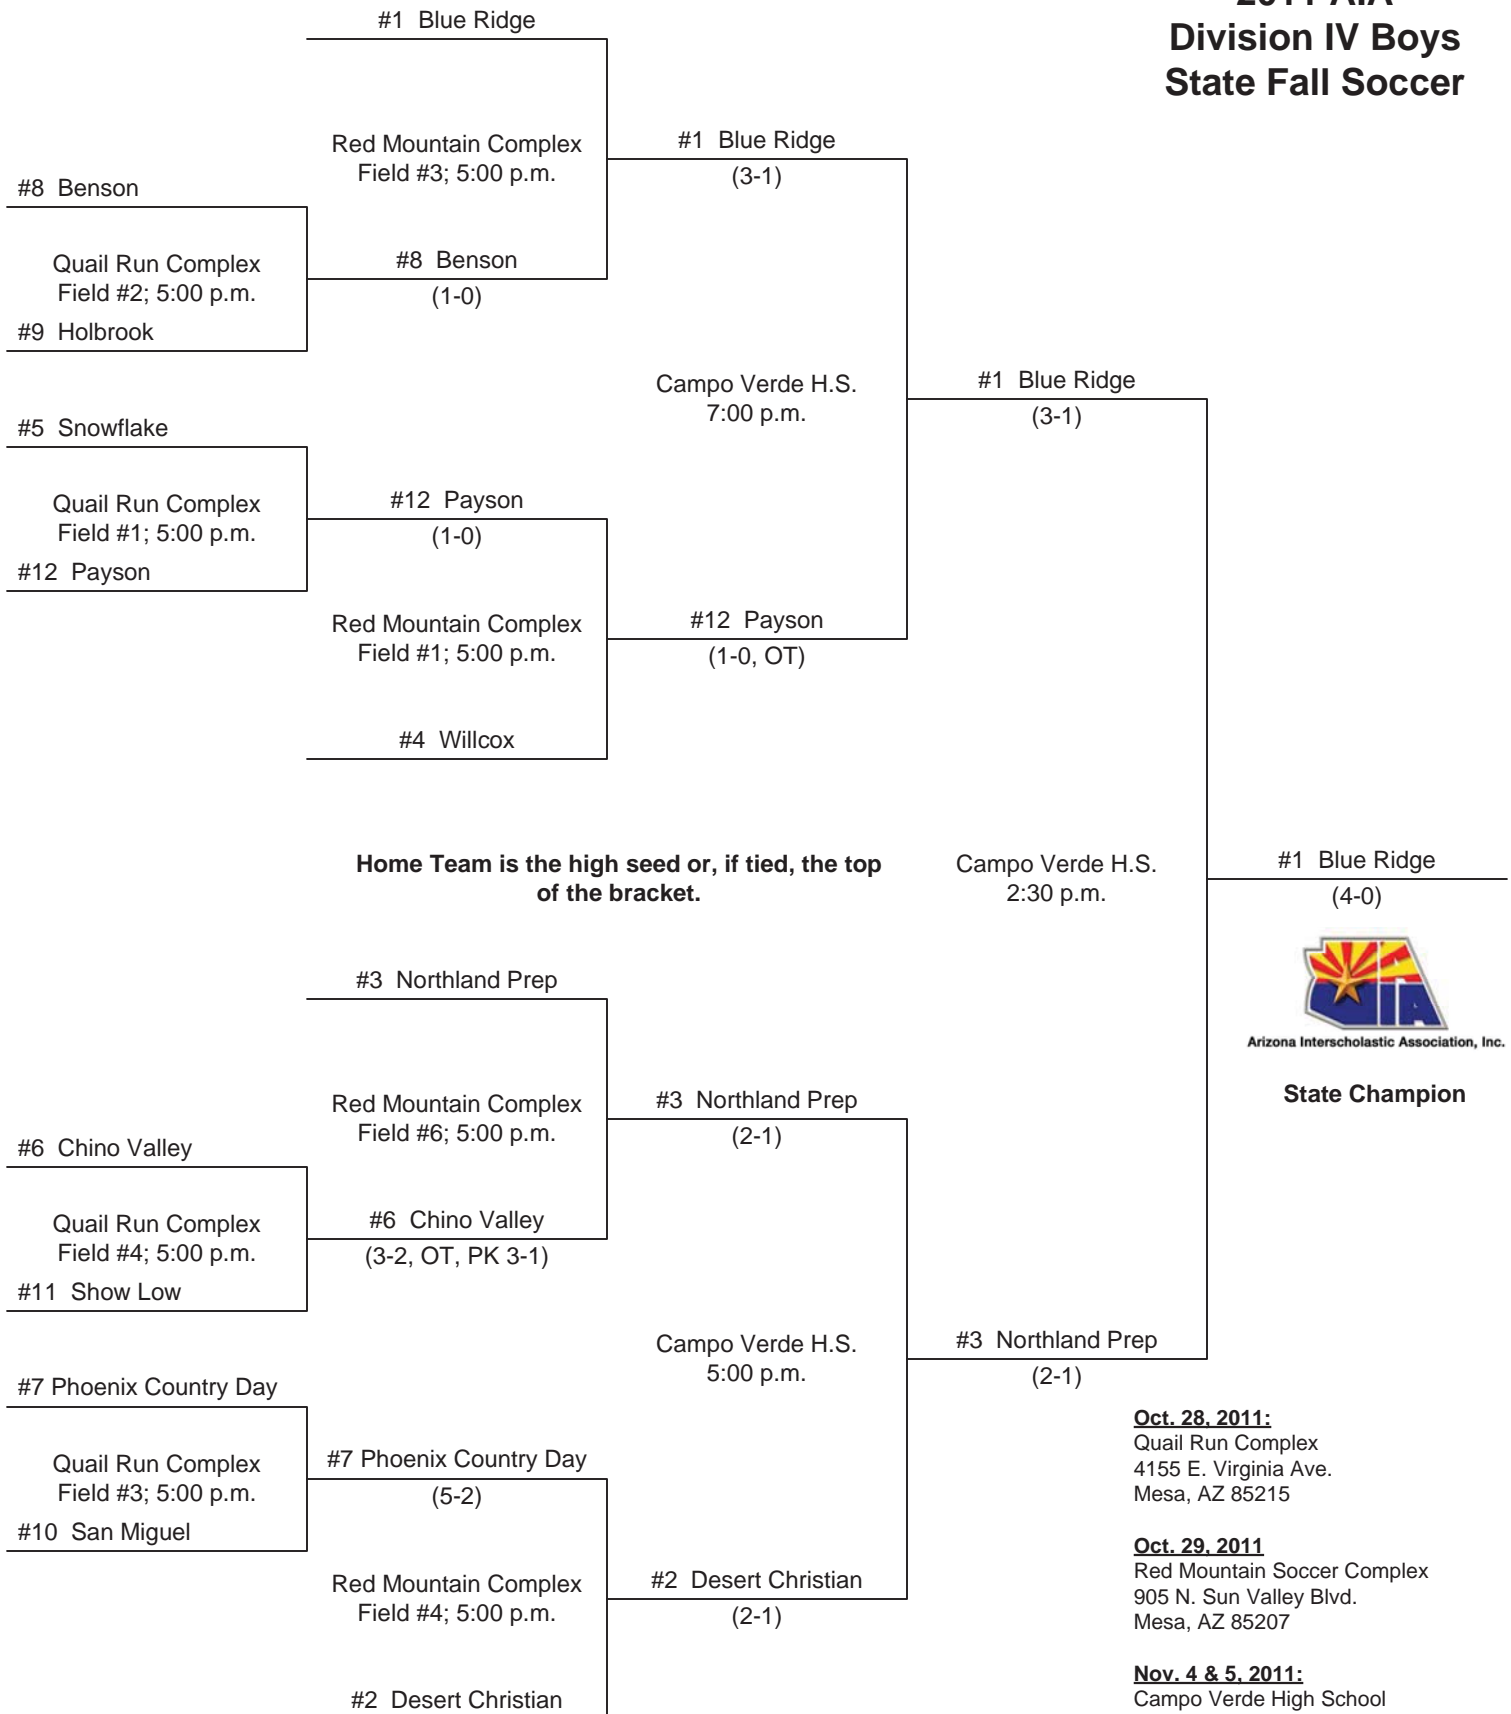 2011 AIA
Division IV Boys
State Fall Soccer
#1 Blue Ridge
Red Mountain Complex
Field #3; 5:00 p.m.
#1 Blue Ridge
(3-1)
#8 Benson
Quail Run Complex
Field #2; 5:00 p.m.
#8 Benson
(1-0)
#9 Holbrook
Campo Verde H.S.
7:00 p.m.
#1 Blue Ridge
(3-1)
#5 Snowflake
Quail Run Complex
Field #1; 5:00 p.m.
#12 Payson
(1-0)
#12 Payson
Red Mountain Complex
Field #1; 5:00 p.m.
#12 Payson
(1-0, OT)
#4 Willcox
Home Team is the high seed or, if tied, the top
of the bracket.
Campo Verde H.S.
2:30 p.m.
#1 Blue Ridge
(4-0)
AIA
Arizona Interscholastic Association, Inc.
State Champion
#3 Northland Prep
Red Mountain Complex
Field #6; 5:00 p.m.
#3 Northland Prep
(2-1)
#6 Chino Valley
Quail Run Complex
Field #4; 5:00 p.m.
#6 Chino Valley
(3-2, OT, PK 3-1)
#11 Show Low
Campo Verde H.S.
5:00 p.m.
#3 Northland Prep
(2-1)
#7 Phoenix Country Day
Quail Run Complex
Field #3; 5:00 p.m.
#7 Phoenix Country Day
(5-2)
#10 San Miguel
Red Mountain Complex
Field #4; 5:00 p.m.
#2 Desert Christian
(2-1)
#2 Desert Christian
Oct. 28, 2011:
Quail Run Complex
4155 E. Virginia Ave.
Mesa, AZ 85215
Oct. 29, 2011
Red Mountain Soccer Complex
905 N. Sun Valley Blvd.
Mesa, AZ 85207
Nov. 4 & 5, 2011:
Campo Verde High School